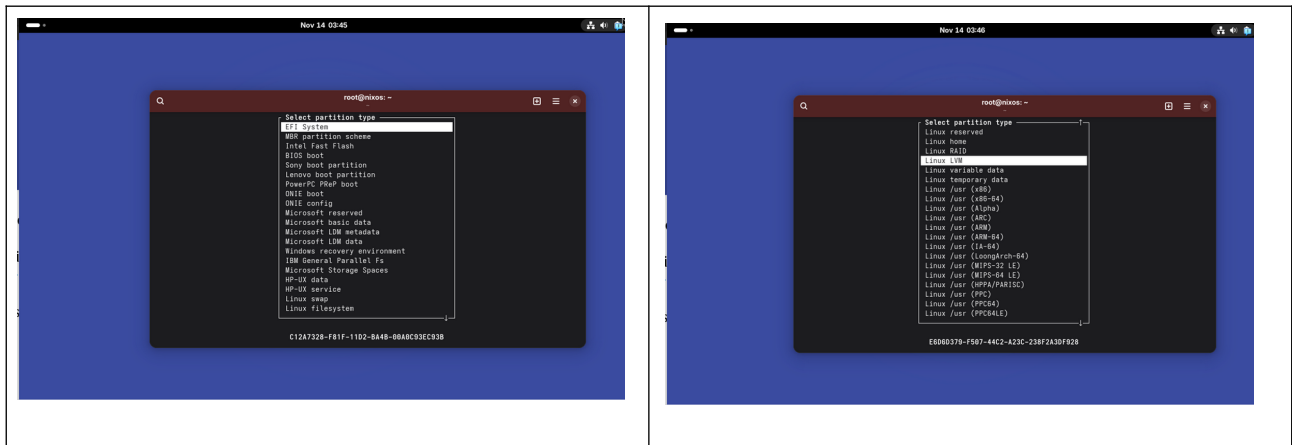 Nov 14 03:45
root@nixos: ~
Select partition type
EFI System
MBR partition scheme
Intel Fast Flash
BIOS boot
Sony boot partition
Lenovo boot partition
PowerPC PReP boot
ONIE boot
ONIE config
Microsoft reserved
Microsoft basic data
Microsoft LDM metadata
Microsoft LDM data
Windows recovery environment
IBM General Parallel Fs
Microsoft Storage Spaces
HP-UX data
HP-UX service
Linux swap
Linux filesystem
C12A7328-F81F-11D2-BA4B-00A0C93EC93B
Nov 14 03:46
root@nixos: ~
Select partition type
Linux reserved
Linux home
Linux RAID
Linux LVM
Linux variable data
Linux temporary data
Linux /usr (x86)
Linux /usr (x86-64)
Linux /usr (Alpha)
Linux /usr (ARC)
Linux /usr (ARM)
Linux /usr (ARM-64)
Linux /usr (IA-64)
Linux /usr (LoongArch-64)
Linux /usr (MIPS-32 LE)
Linux /usr (MIPS-64 LE)
Linux /usr (HPPA/PARISC)
Linux /usr (PPC)
Linux /usr (PPC64)
Linux /usr (PPC64LE)
E6D6D379-F507-44C2-A23C-238F2A3DF928